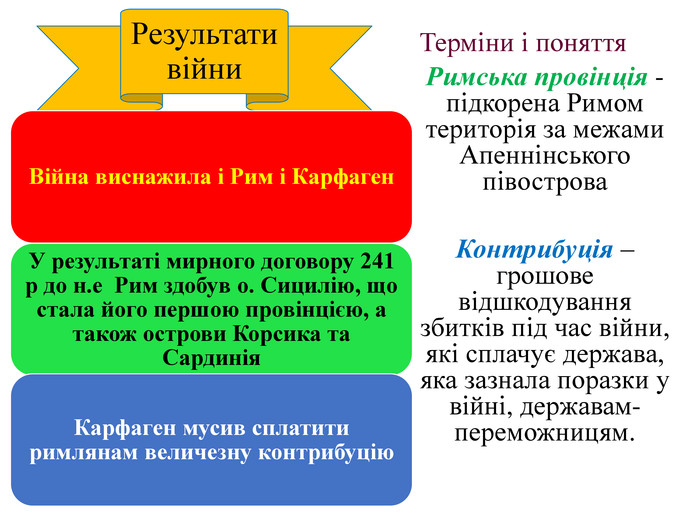 Результати
війни
Війна виснажила і Рим і Карфаген
У результаті мирного договору 241
р до н.е  Рим здобув о. Сицилію, що
стала його першою провінцією, а
також острови Корсика та
Сардинія
Карфаген мусив сплатити
римлянам величезну контрибуцію
Терміни і поняття
Римська провінція -
підкорена Римом
територія за межами
Апеннінського
півострова
Контрибуція –
грошове
відшкодування
збитків під час війни,
які сплачує держава,
яка зазнала поразки у
війні, державам-
переможницям.